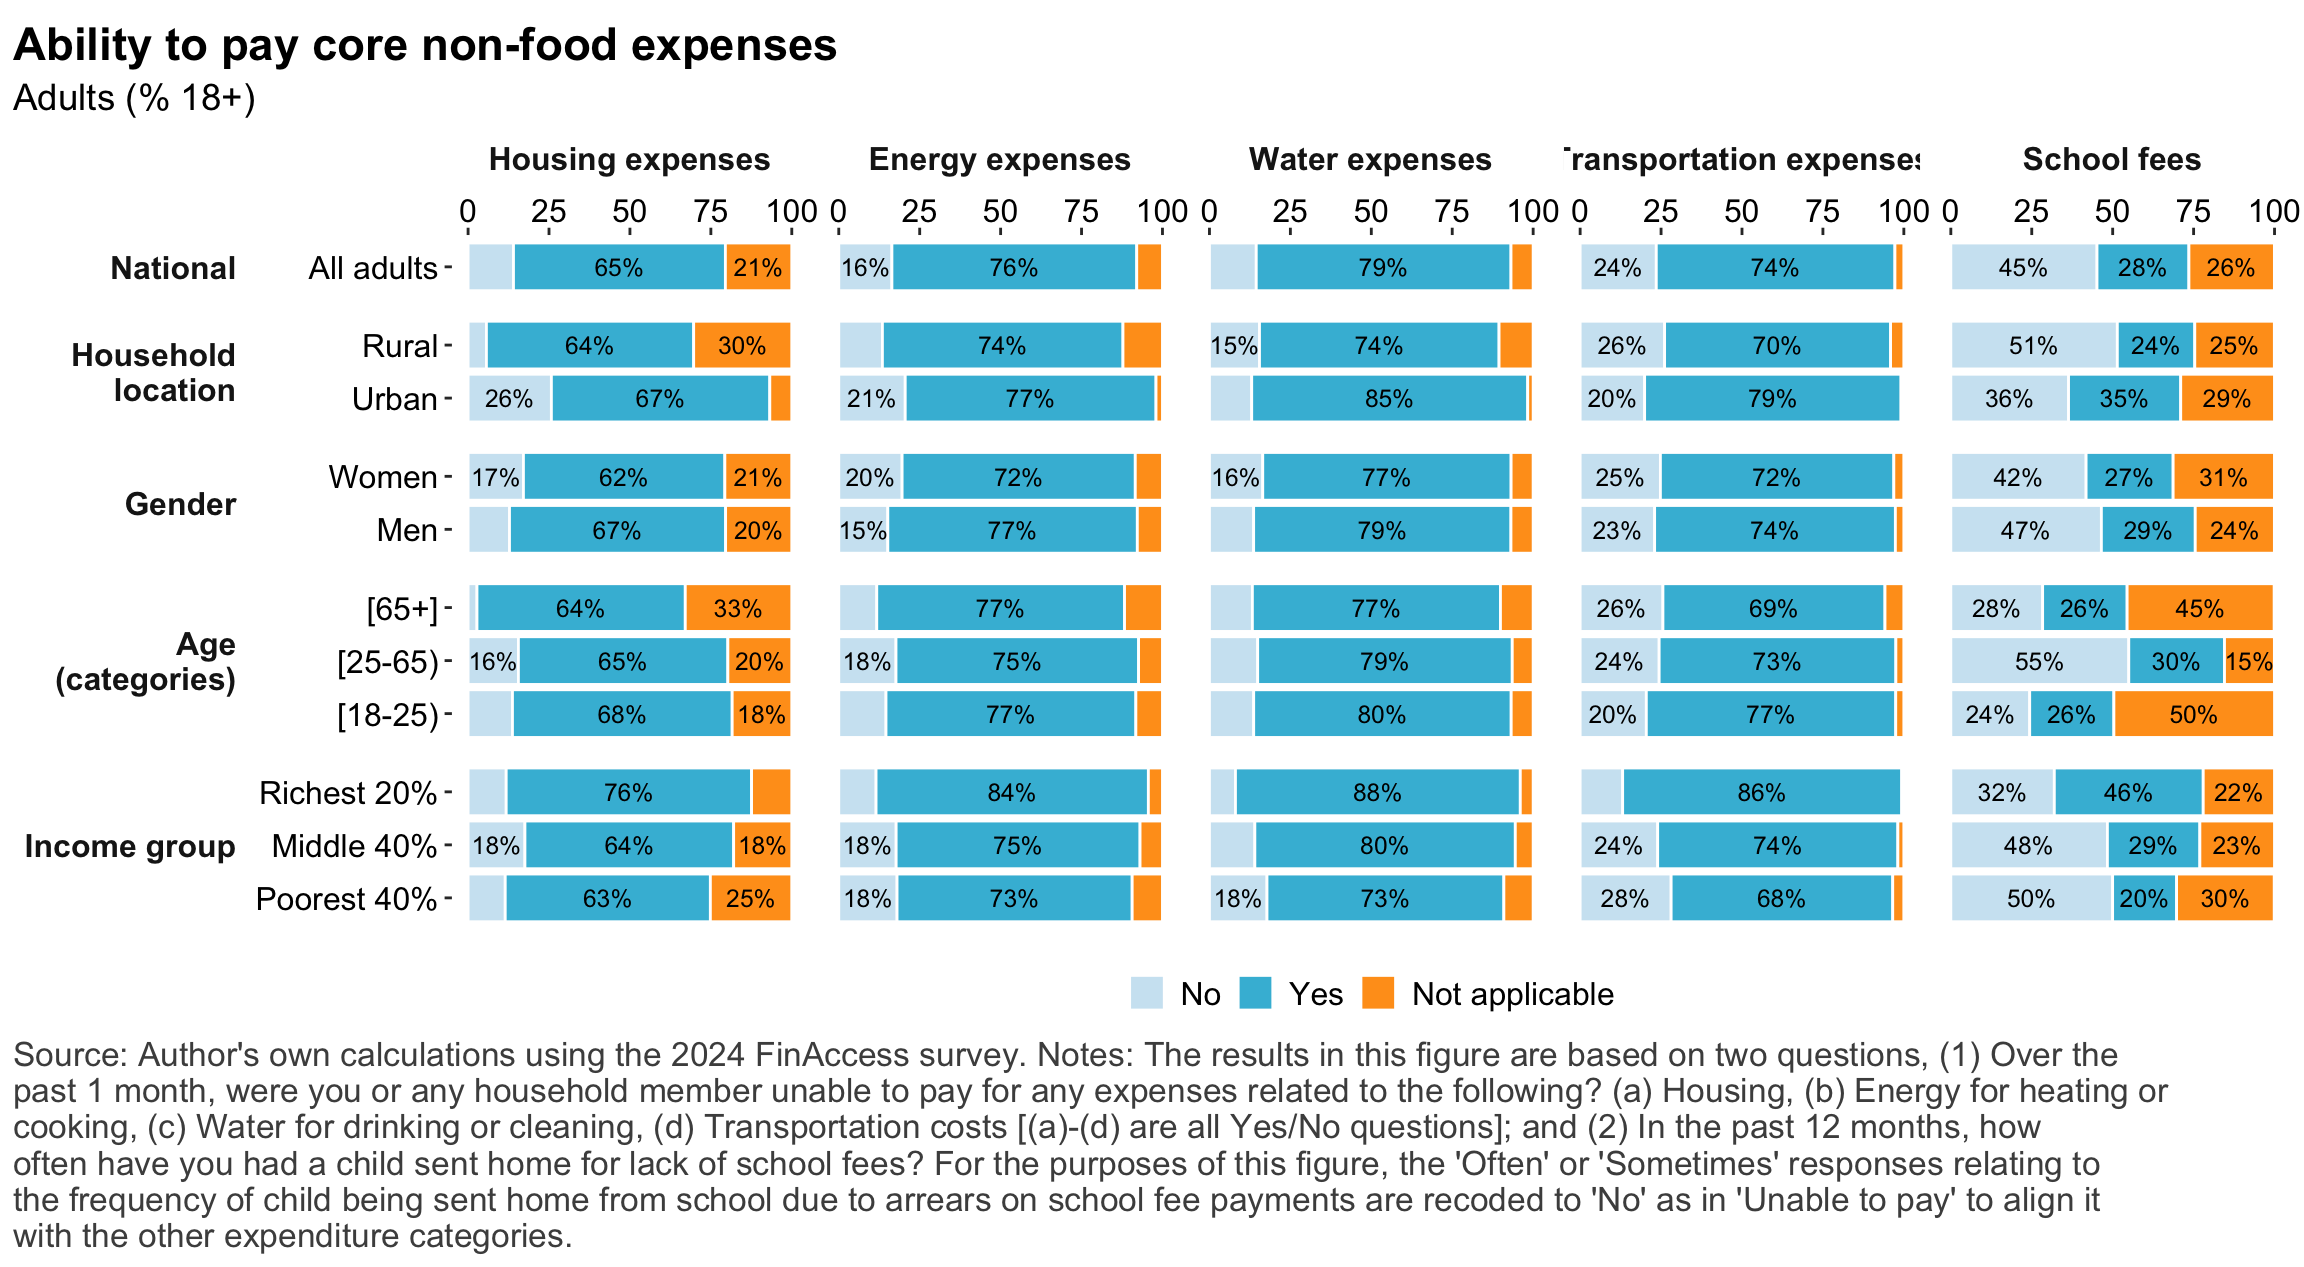 Ability to pay core non-food expenses
Adults (% 18+)
Housing expenses Energy expenses Water expenses Transportation expenses School fees
0 25 50 75 100 0 25 50 75 100 0 25 50 75 100 0 25 50 75 100 0 25 50 75 100
National All adults 65% 21% 16% 76% 79% 24% 74% 45% 28% 26%
Household
location
Rural 64% 30% 74% 15% 74% 26% 70% 51% 24% 25%
Urban 26% 67% 21% 77% 85% 20% 79% 36% 35% 29%
Gender
Women 17% 62% 21% 20% 72% 16% 77% 25% 72% 42% 27% 31%
Men 67% 20% 15% 77% 79% 23% 74% 47% 29% 24%
Age
(categories)
[65+] 64% 33% 77% 77% 26% 69% 28% 26% 45%
[25-65) 16% 65% 20% 18% 75% 79% 24% 73% 55% 30% 15%
[18-25) 68% 18% 77% 80% 20% 77% 24% 26% 50%
Income group
Richest 20% 76% 84% 88% 86% 32% 46% 22%
Middle 40% 18% 64% 18% 18% 75% 80% 24% 74% 48% 29% 23%
Poorest 40% 63% 25% 18% 73% 18% 73% 28% 68% 50% 20% 30%
No Yes Not applicable
Source: Author's own calculations using the 2024 FinAccess survey. Notes: The results in this figure are based on two questions, (1) Over the
past 1 month, were you or any household member unable to pay for any expenses related to the following? (a) Housing, (b) Energy for heating or
cooking, (c) Water for drinking or cleaning, (d) Transportation costs [(a)-(d) are all Yes/No questions]; and (2) In the past 12 months, how
often have you had a child sent home for lack of school fees? For the purposes of this figure, the 'Often' or 'Sometimes' responses relating to
the frequency of child being sent home from school due to arrears on school fee payments are recoded to 'No' as in 'Unable to pay' to align it
with the other expenditure categories.